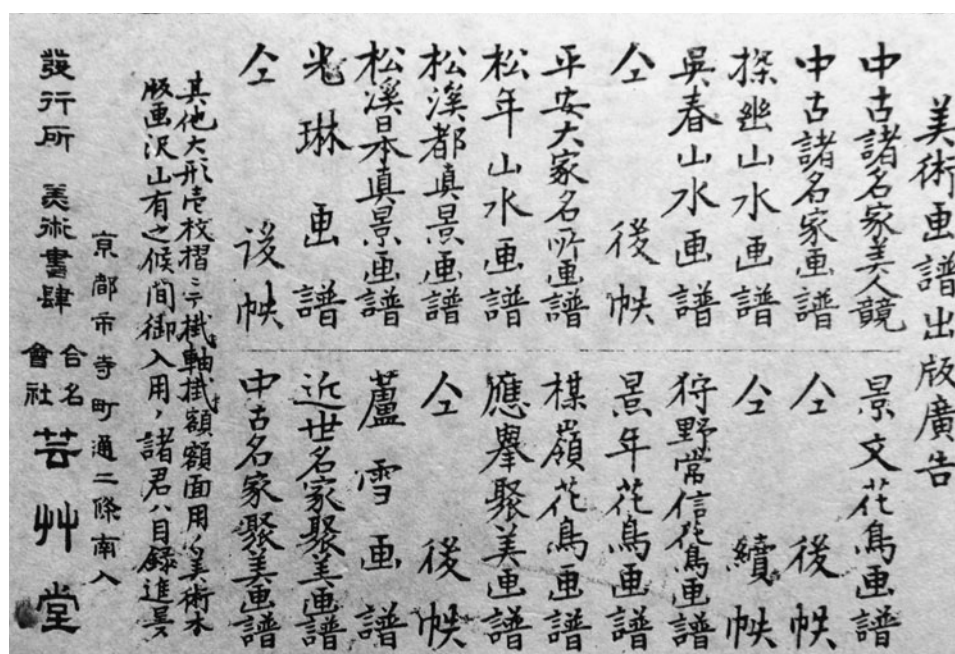 美術画譜出版廣告
中古諸名家美人競
中古諸名家画譜
探幽山水画譜
吳春山水画譜
仝後帙
平安大家名所画譜
松年山水画譜
松溪都真景画譜
松溪日本真景画譜
光琳画譜
仝後帙
景文花鳥画譜
仝後帙
仝續帙
狩野常信花鳥画譜
景年花鳥画譜
楳嶺花鳥画譜
應擧聚美画譜
仝後帙
蘆雪画譜
近世名家聚美画譜
中古名家聚美画譜
其他大形壱枚摺ニテ掛軸掛額額面用ノ美術木
版画沢山有之候間御入用ノ諸君ハ目録進呈ス
京都市寺町通二條南入
發行所 美術書肆 合名會社 芸艸堂